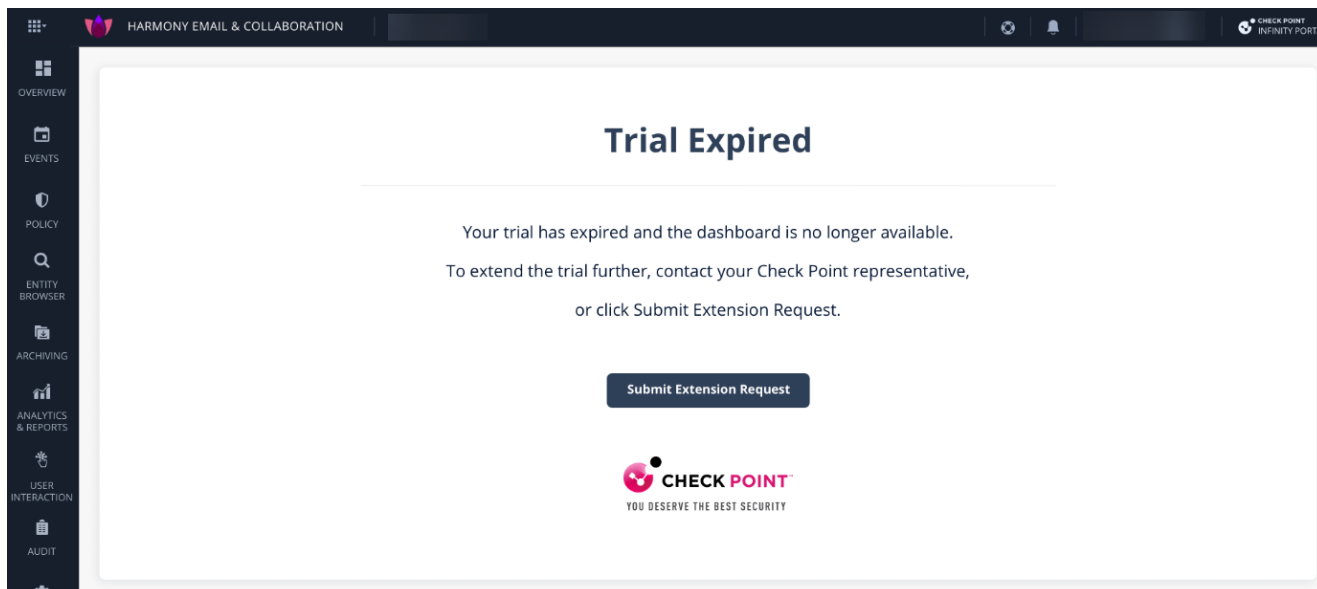 HARMONY EMAIL & COLLABORATION
CHECK POINT
INFINITY PORT
OVERVIEW
EVENTS
POLICY
ENTITY
BROWSER
ARCHIVING
ANALYTICS
& REPORTS
USER
INTERACTION
AUDIT
Trial Expired
Your trial has expired and the dashboard is no longer available.
To extend the trial further, contact your Check Point representative,
or click Submit Extension Request.
Submit Extension Request
CHECK POINT™
YOU DESERVE THE BEST SECURITY